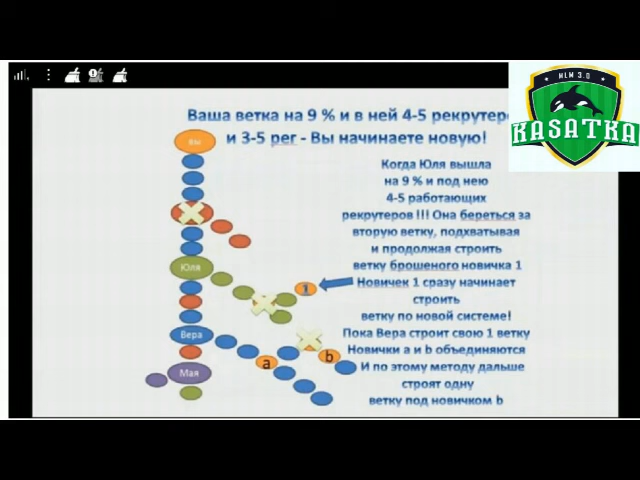 MLM 3.0
KASATKA
Ваша ветка на 9 % и в ней 4-5 рекрутеро
и 3-5 рег - Вы начинаете новую!
вы
Когда Юля вышла
на 9 % и под нею
4-5 работающих
рекрутеров !!! Она береться за
вторую ветку, подхватывая
и продолжая строить
ветку брошеного новичка 1
Новичек 1 сразу начинает
строить
ветку по новой системе!
Пока Вера строит свою 1 ветку
Новички a и b объединяются
И по этому методу дальше
строят одну
ветку под новичком b
Юля
1
Вера
a
b
Мая